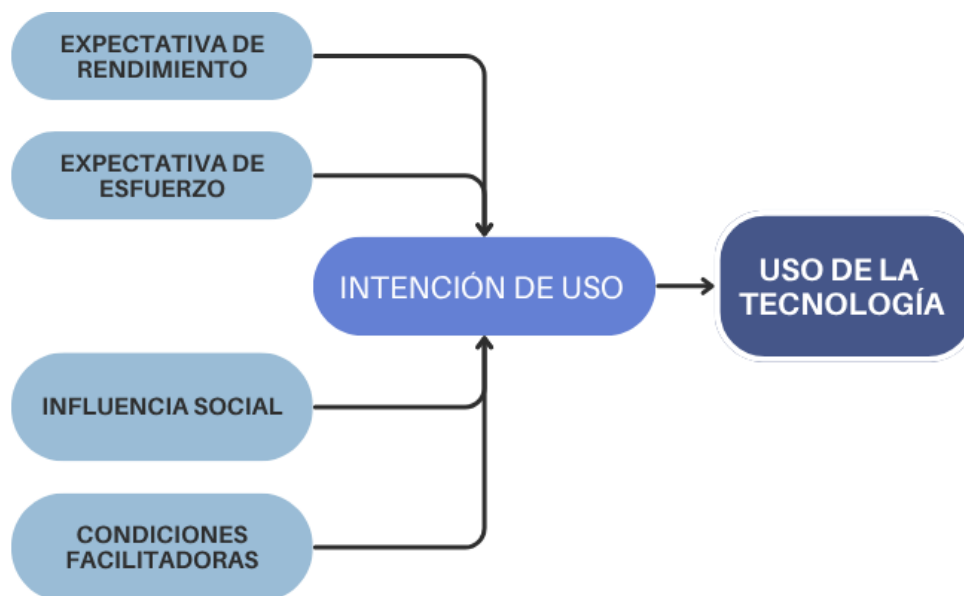 EXPECTATIVA DE
RENDIMIENTO
EXPECTATIVA DE
ESFUERZO
INTENCIÓN DE USO
USO DE LA
TECNOLOGÍA
INFLUENCIA SOCIAL
CONDICIONES
FACILITADORAS